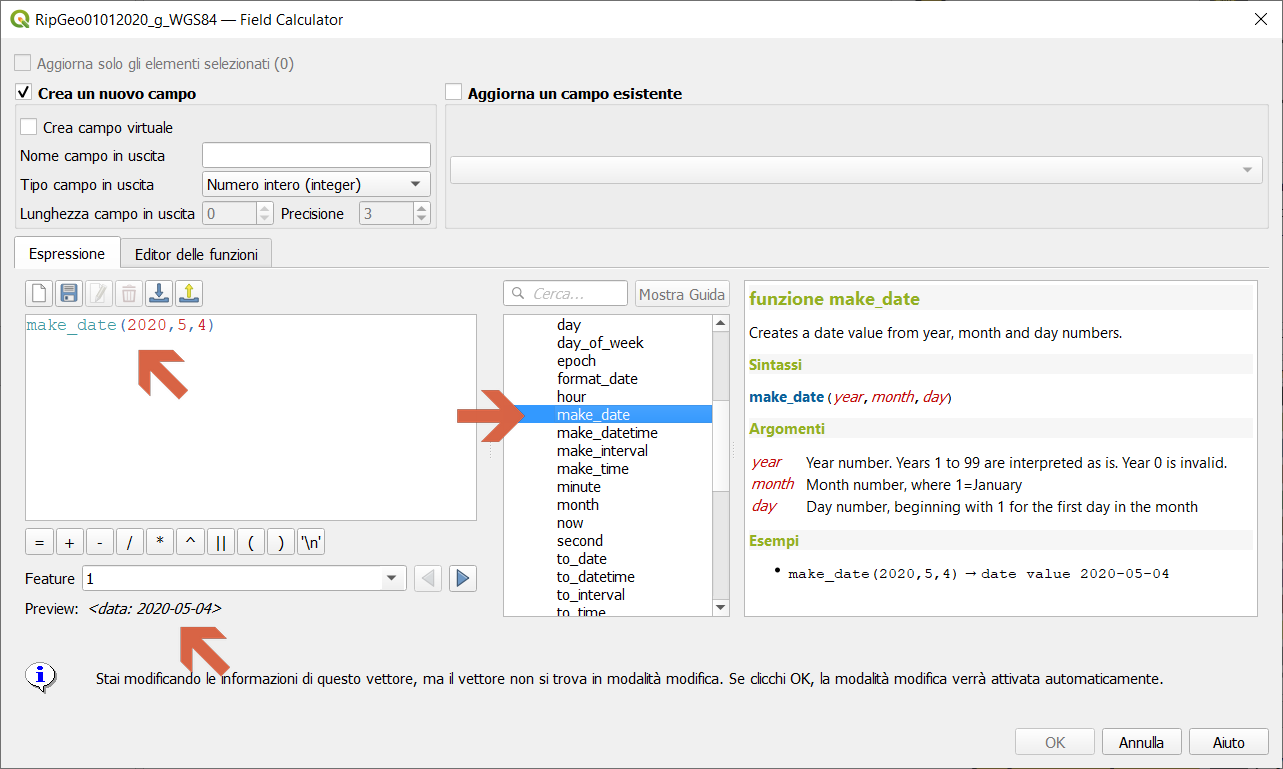 RipGeo01012020_g_WGS84 — Field Calculator
Aggiorna solo gli elementi selezionati (0)
Crea un nuovo campo
Aggiorna un campo esistente
Crea campo virtuale
Nome campo in uscita
Tipo campo in uscita Numero intero (integer)
Lunghezza campo in uscita 0 Precisione 3
Espressione Editor delle funzioni
make_date(2020,5,4)
= + - / * ^ || ( ) '\n'
Feature 1
Preview: <data: 2020-05-04>
Cerca... Mostra Guida
day
day_of_week
epoch
format_date
hour
make_date
make_datetime
make_interval
make_time
minute
month
now
second
to_date
to_datetime
to_interval
to_time
funzione make_date
Creates a date value from year, month and day numbers.
Sintassi
make_date(year,month,day)
Argomenti
year Year number. Years 1 to 99 are interpreted as is. Year 0 is invalid.
month Month number, where 1=January
day Day number, beginning with 1 for the first day in the month
Esempi
• make_date(2020,5,4) → date value 2020-05-04
Stai modificando le informazioni di questo vettore, ma il vettore non si trova in modalità modifica. Se clicchi OK, la modalità modifica verrà attivata automaticamente.
OK Annulla Aiuto